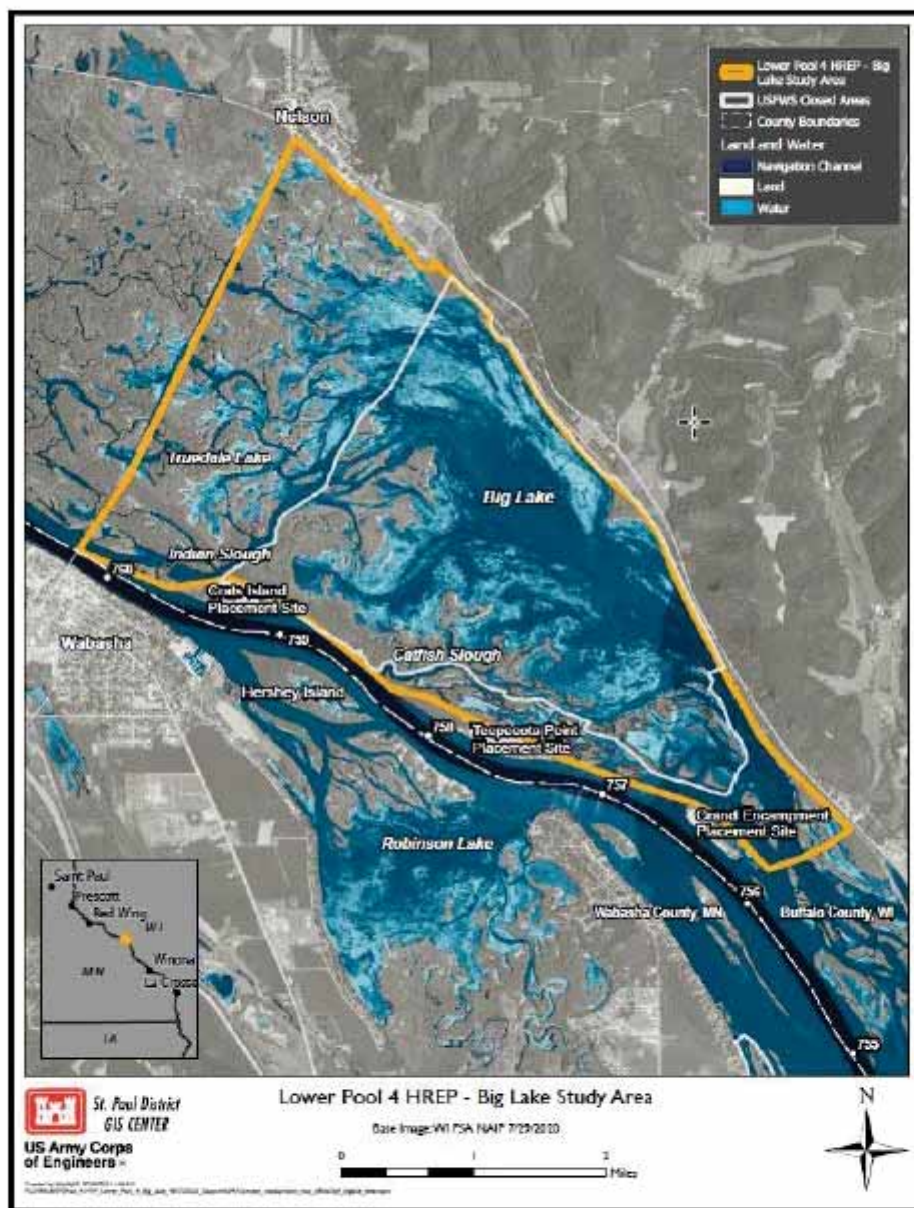 Lower Pool 4 HREP - Big
Lake Study Area
USFWS Closed Areas
County Boundaries
Land and Water
Navigation Channel
Land
Water
Nelson
Truedale Lake
Big Lake
Indian Slough
760
Crats Island
Placement Site
759
Wabasha
Catfish Slough
Hershey Island
758
Teepeeota Point
Placement Site
757
Grand Encampment
Placement Site
Robinson Lake
756
Wabasha County, MN
Buffalo County, WI
755
Saint Paul
Prescott
Red Wing
WI
Winona
MN
La Crosse
IA
St. Paul District
GIS CENTER
US Army Corps
of Engineers
Lower Pool 4 HREP - Big Lake Study Area
Base Image: WI FSA NAIP 7/29/2020
0 1 2
Miles
N